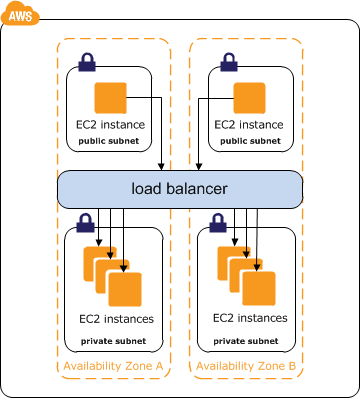 AWS
EC2 instance
public subnet
EC2 instance
public subnet
load balancer
EC2 instances
private subnet
EC2 instances
private subnet
Availability Zone A
Availability Zone B